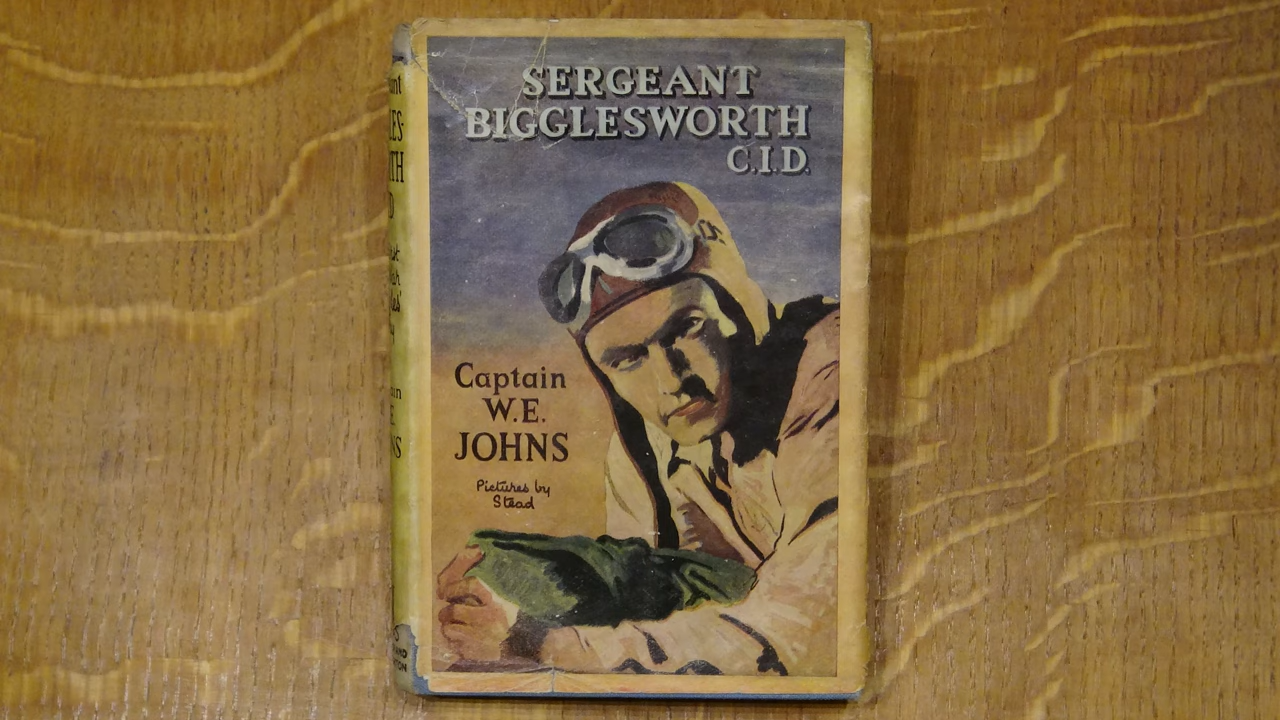 SERGEANT
BIGGLESWORTH
C.I.D.
Captain
W.E.
JOHNS
Pictures by
Stead